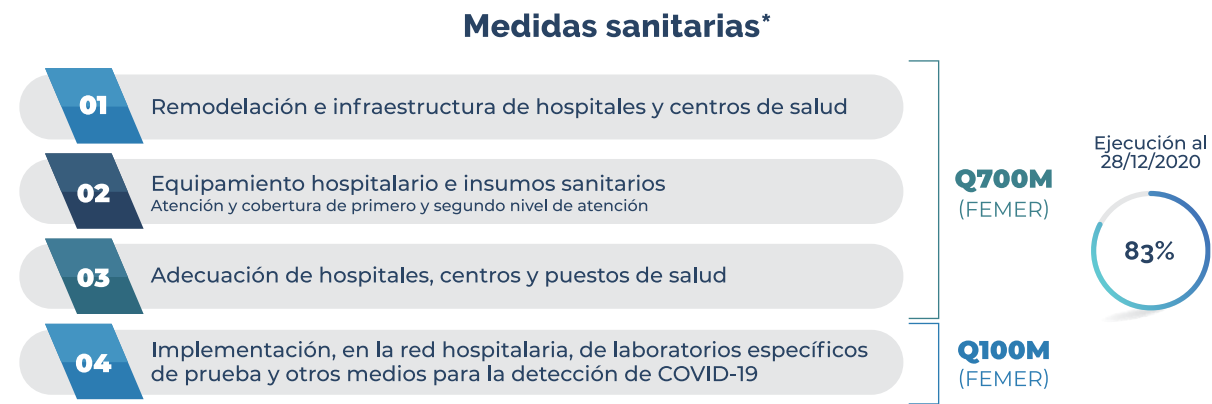 Medidas sanitarias*
01
Remodelación e infraestructura de hospitales y centros de salud
02
Equipamiento hospitalario e insumos sanitarios
Atención y cobertura de primero y segundo nivel de atención
03
Adecuación de hospitales, centros y puestos de salud
04
Implementación, en la red hospitalaria, de laboratorios específicos
de prueba y otros medios para la detección de COVID-19
Q700M
(FEMER)
Q100M
(FEMER)
Ejecución al
28/12/2020
83%